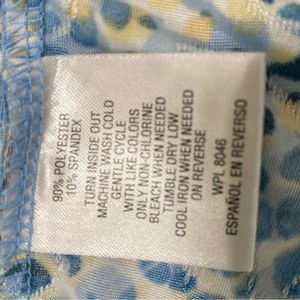 90% POLYESTER
10% SPANDEX
TURN INSIDE OUT
MACHINE WASH COLD
GENTLE CYCLE
WITH LIKE COLORS
ONLY NON-CHLORINE
BLEACH WHEN NEEDED
TUMBLE DRY LOW
COOL IRON WHEN NEEDED
ON REVERSE
WPL 8046
ESPAÑOL EN REVERSO